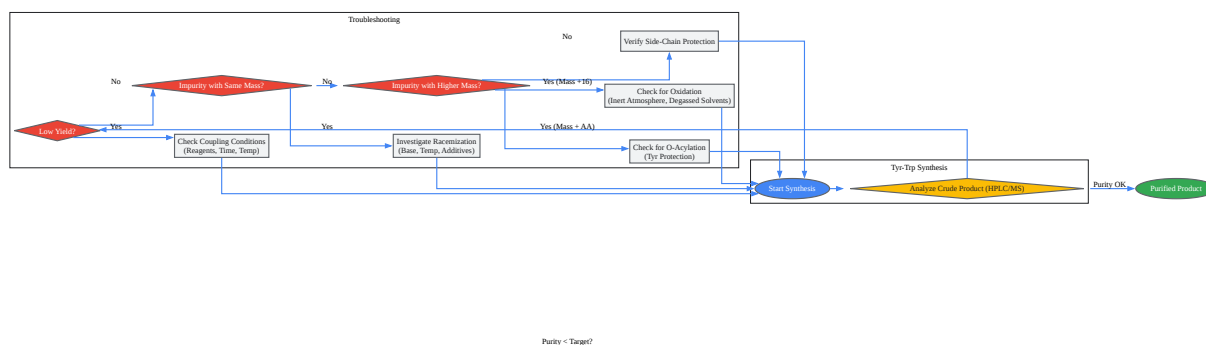 Troubleshooting
No
Verify Side-Chain Protection
No
Impurity with Same Mass?
No
Impurity with Higher Mass?
Yes (Mass +16)
Check for Oxidation
(Inert Atmosphere, Degassed Solvents)
Low Yield?
Yes
Check Coupling Conditions
(Reagents, Time, Temp)
Yes
Investigate Racemization
(Base, Temp, Additives)
Yes (Mass + AA)
Check for O-Acylation
(Tyr Protection)
Tyr-Trp Synthesis
Start Synthesis
Analyze Crude Product (HPLC/MS)
Purity OK
Purified Product
Purity < Target?